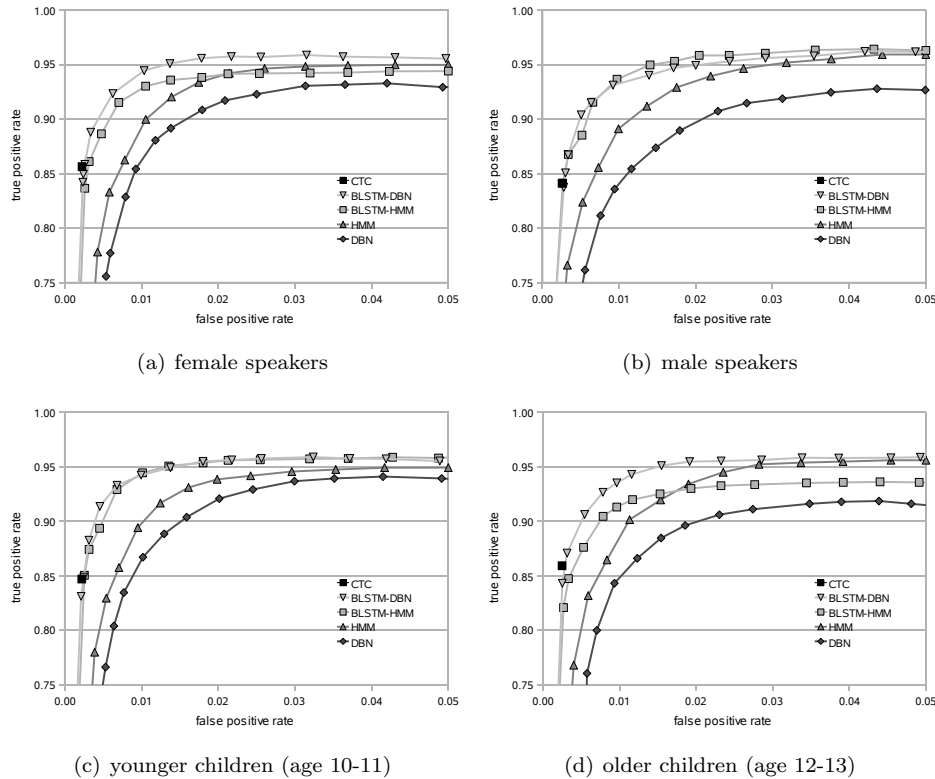 1.00
0.95
0.90
0.85
0.80
0.75
true positive rate
CTC
BLSTM-DBN
BLSTM-HMM
HMM
DBN
0.00 0.01 0.02 0.03 0.04 0.05
false positive rate
(a) female speakers
1.00
0.95
0.90
0.85
0.80
0.75
true positive rate
CTC
BLSTM-DBN
BLSTM-HMM
HMM
DBN
0.00 0.01 0.02 0.03 0.04 0.05
false positive rate
(b) male speakers
1.00
0.95
0.90
0.85
0.80
0.75
true positive rate
CTC
BLSTM-DBN
BLSTM-HMM
HMM
DBN
0.00 0.01 0.02 0.03 0.04 0.05
false positive rate
(c) younger children (age 10-11)
1.00
0.95
0.90
0.85
0.80
0.75
true positive rate
CTC
BLSTM-DBN
BLSTM-HMM
HMM
DBN
0.00 0.01 0.02 0.03 0.04 0.05
false positive rate
(d) older children (age 12-13)